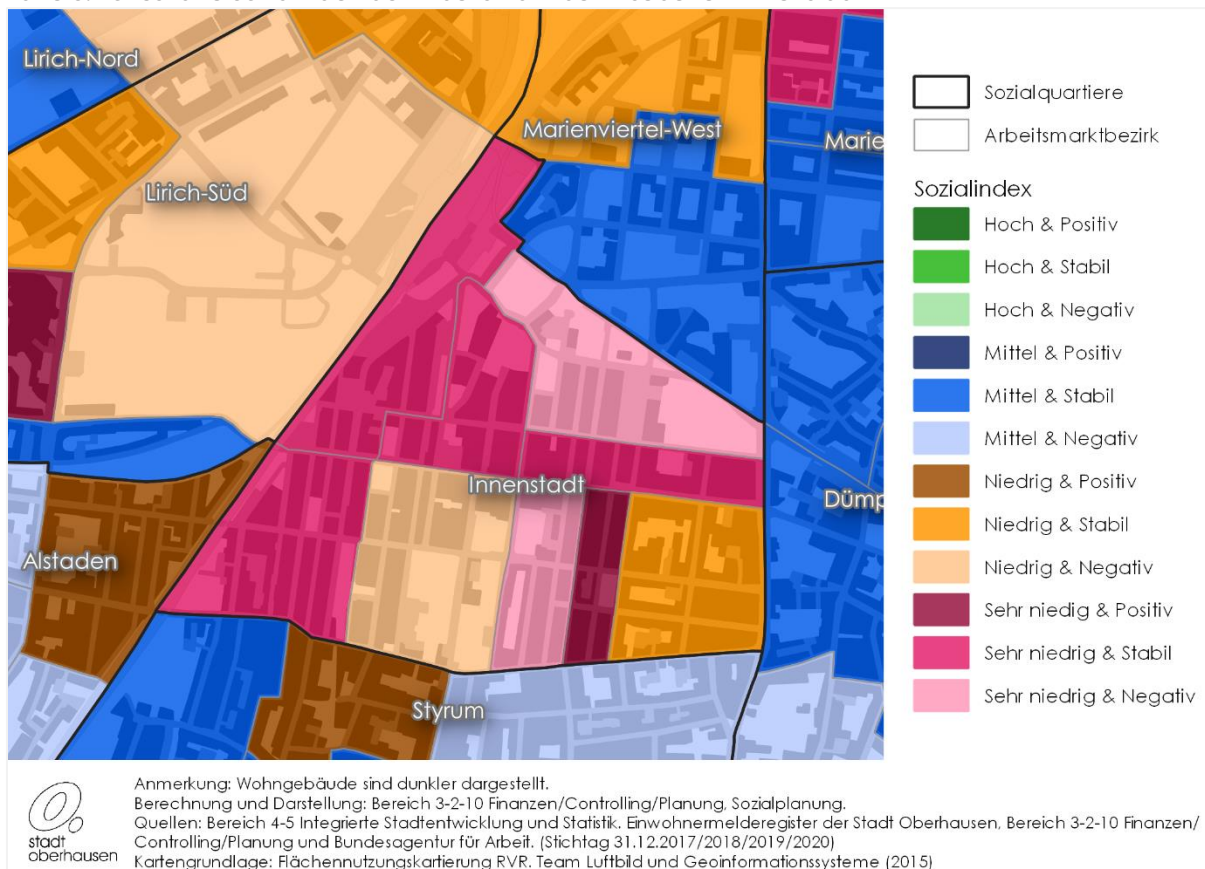 Lirich-Nord
Marienviertel-West
Marie
Lirich-Süd
Innenstadt
Dümp
Alstaden
Styrum
Sozialquartiere
Arbeitsmarktbezirk
Sozialindex
Hoch & Positiv
Hoch & Stabil
Hoch & Negativ
Mittel & Positiv
Mittel & Stabil
Mittel & Negativ
Niedrig & Positiv
Niedrig & Stabil
Niedrig & Negativ
Sehr niedig & Positiv
Sehr niedrig & Stabil
Sehr niedrig & Negativ
stadt
oberhausen
Anmerkung: Wohngebäude sind dunkler dargestellt.
Berechnung und Darstellung: Bereich 3-2-10 Finanzen/Controlling/Planung, Sozialplanung.
Quellen: Bereich 4-5 Integrierte Stadtentwicklung und Statistik. Einwohnermelderegister der Stadt Oberhausen, Bereich 3-2-10 Finanzen/
Controlling/Planung und Bundesagentur für Arbeit. (Stichtag 31.12.2017/2018/2019/2020)
Kartengrundlage: Flächennutzungskartierung RVR. Team Luftbild und Geoinformationssysteme (2015)